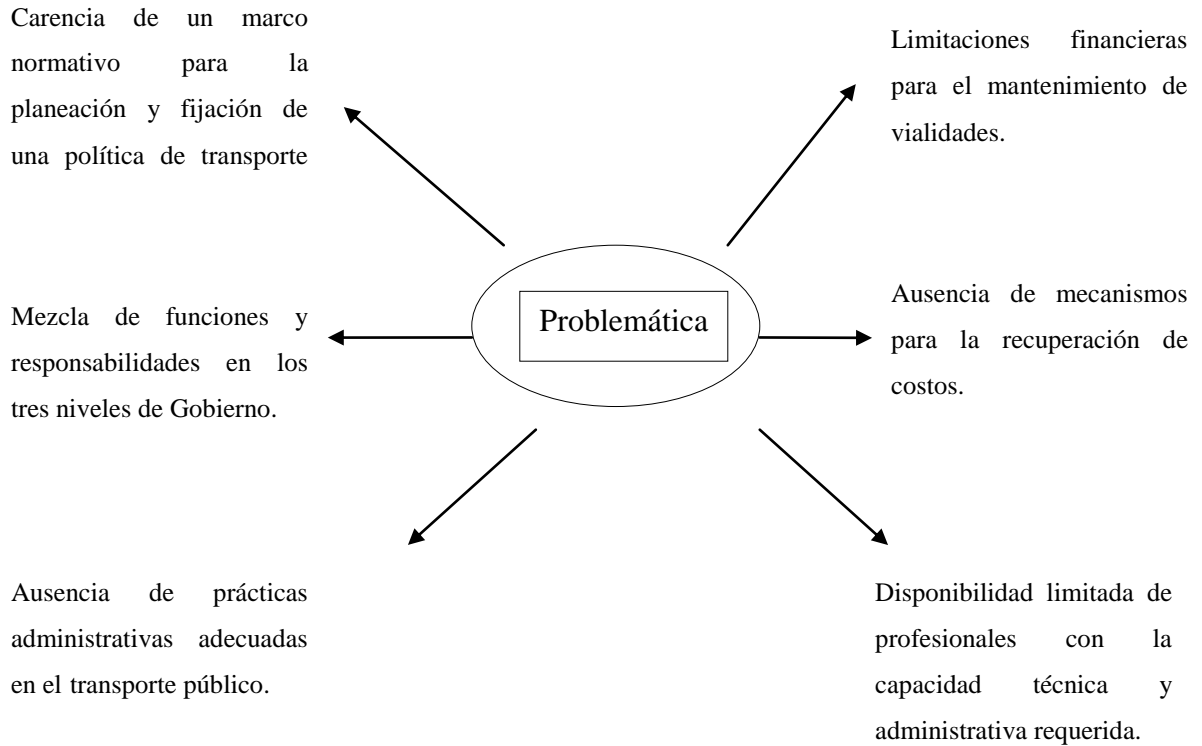 Carencia de un marco
normativo para la
planeación y fijación de
una política de transporte
Limitaciones financieras
para el mantenimiento de
vialidades.
Mezcla de funciones y
responsabilidades en los
tres niveles de Gobierno.
Problemática
Ausencia de mecanismos
para la recuperación de
costos.
Ausencia de prácticas
administrativas adecuadas
en el transporte público.
Disponibilidad limitada de
profesionales con la
capacidad técnica y
administrativa requerida.